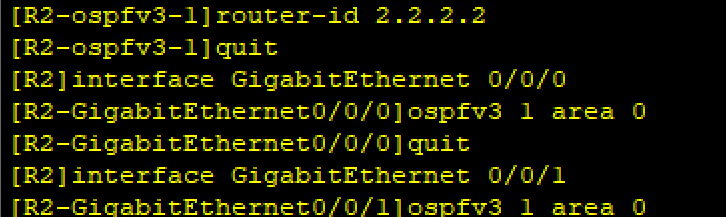 [R2-ospfv3-1]router-id 2.2.2.2
[R2-ospfv3-1]quit
[R2]interface GigabitEthernet 0/0/0
[R2-GigabitEthernet0/0/0]ospfv3 1 area 0
[R2-GigabitEthernet0/0/0]quit
[R2]interface GigabitEthernet 0/0/1
[R2-GigabitEthernet0/0/1]ospfv3 1 area 0